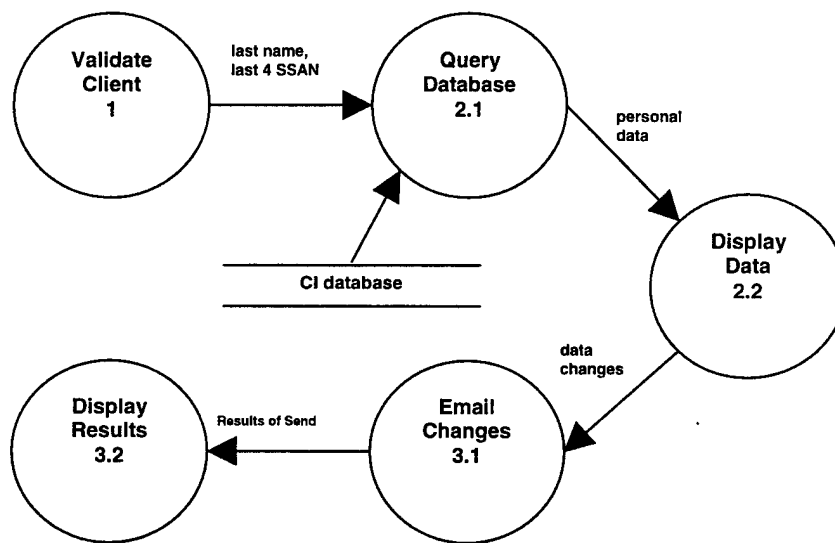 Validate
Client
1
last name,
last 4 SSAN
Query
Database
2.1
personal
data
Display
Data
2.2
CI database
data
changes
Email
Changes
3.1
Results of Send
Display
Results
3.2